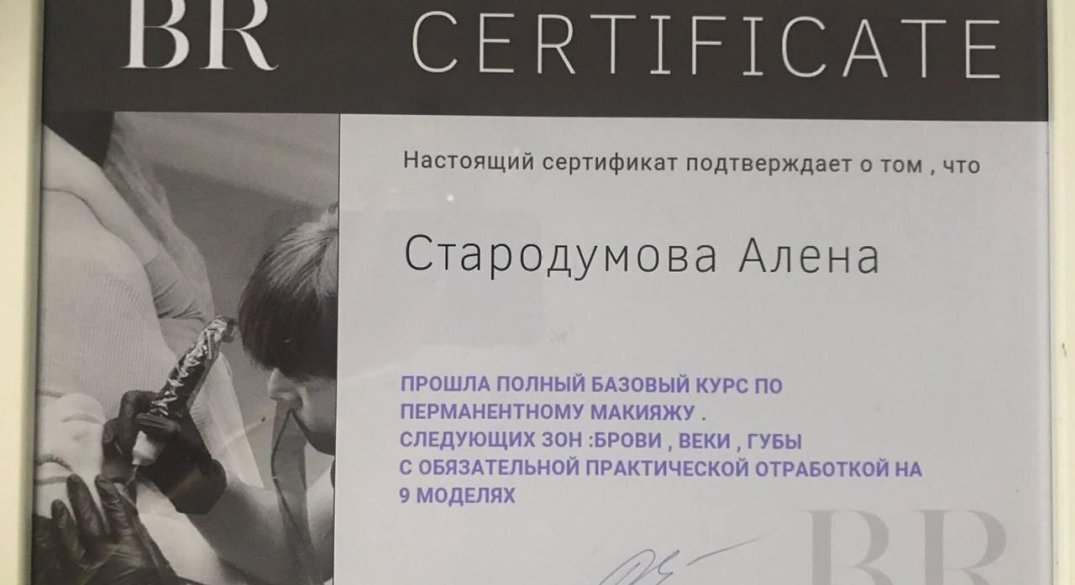 BR
CERTIFICATE
Настоящий сертификат подтверждает о том , что
Стародумова Алена
ПРОШЛА ПОЛНЫЙ БАЗОВЫЙ КУРС ПО
ПЕРМАНЕНТНОМУ МАКИЯЖУ .
СЛЕДУЮЩИХ ЗОН :БРОВИ , ВЕКИ , ГУБЫ
С ОБЯЗАТЕЛЬНОЙ ПРАКТИЧЕСКОЙ ОТРАБОТКОЙ НА
9 МОДЕЛЯХ
BR